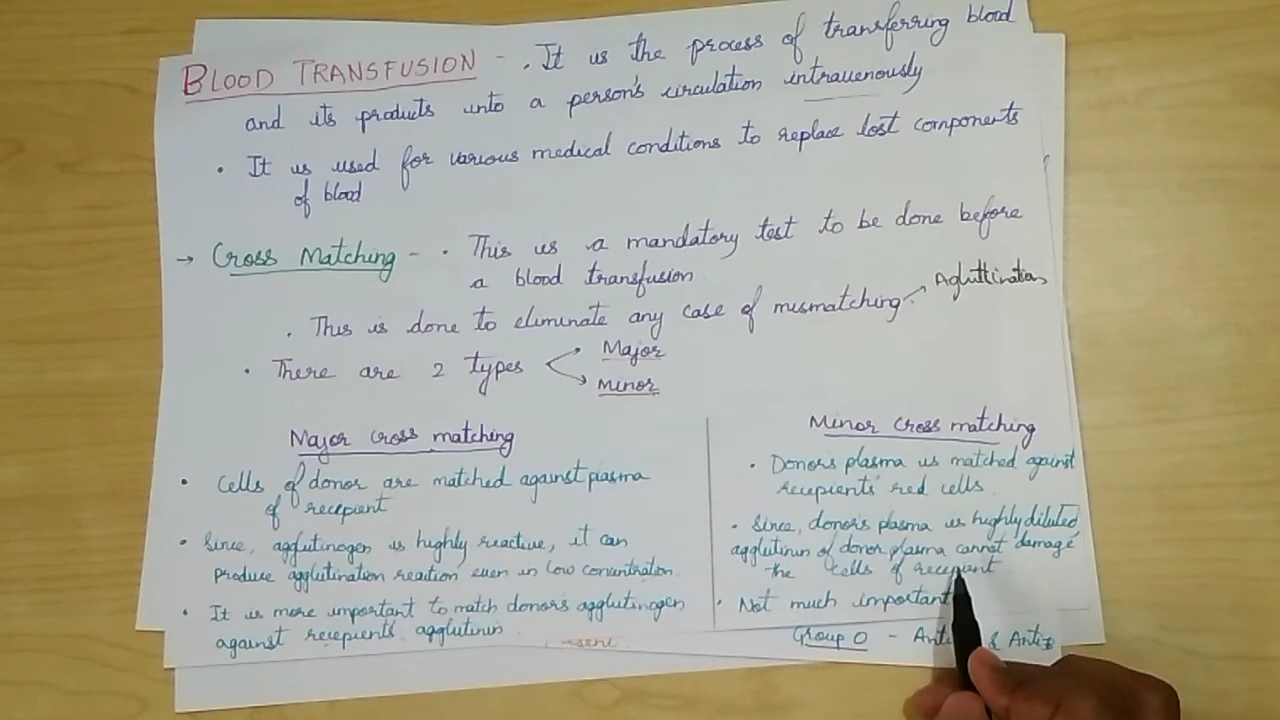 BLOOD TRANSFUSION - . It is the process of transferring blood
and its products into a person's circulation intravenously
• It is used for various medical conditions to replace lost components
of blood
→ Cross Matching - • This is a mandatory test to be done before
a blood transfusion
. This is done to eliminate any case of mismatching → Agluttination
• There are 2 types
Major
Minor
Major cross matching
• Cells of donor are matched against plasma
of recepient
• Since, agglutinogen is highly reactive, it can
produce agglutination reaction even in low concentration
• It is more important to match donors agglutinogen
against recepients' agglutinin
Minor Cross matching
• Donors plasma is matched against
recepients' red cells
• Since, donors plasma is highly diluted,
agglutinin of donor plasma cannot damage
the cells of recepient
• Not much important
Group O - Anti & Anti B